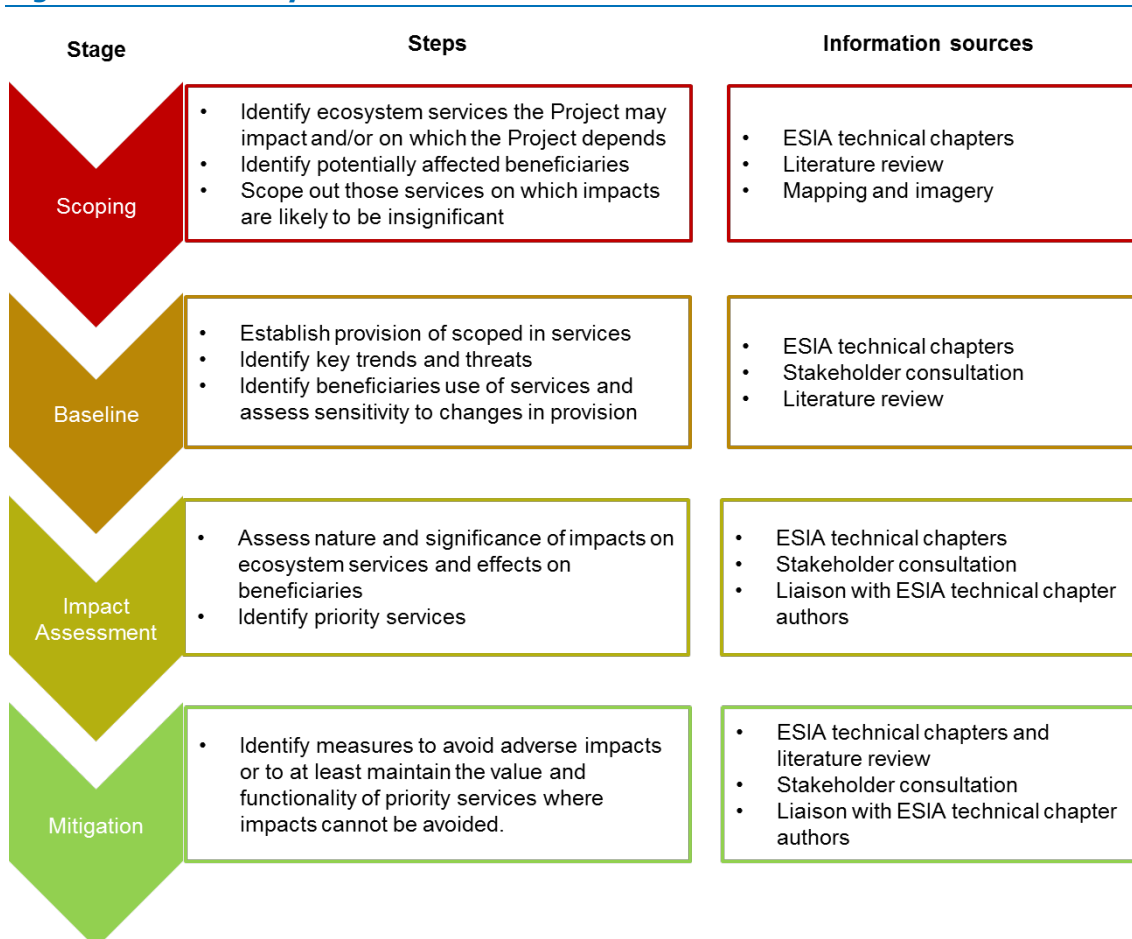 Stage
Steps
Information sources
Scoping
• Identify ecosystem services the Project may
impact and/or on which the Project depends
• Identify potentially affected beneficiaries
• Scope out those services on which impacts
are likely to be insignificant
• ESIA technical chapters
• Literature review
• Mapping and imagery
Baseline
• Establish provision of scoped in services
• Identify key trends and threats
• Identify beneficiaries use of services and
assess sensitivity to changes in provision
• ESIA technical chapters
• Stakeholder consultation
• Literature review
Impact
Assessment
• Assess nature and significance of impacts on
ecosystem services and effects on
beneficiaries
• Identify priority services
• ESIA technical chapters
• Stakeholder consultation
• Liaison with ESIA technical chapter
authors
Mitigation
• Identify measures to avoid adverse impacts
or to at least maintain the value and
functionality of priority services where
impacts cannot be avoided.
• ESIA technical chapters and
literature review
• Stakeholder consultation
• Liaison with ESIA technical chapter
authors